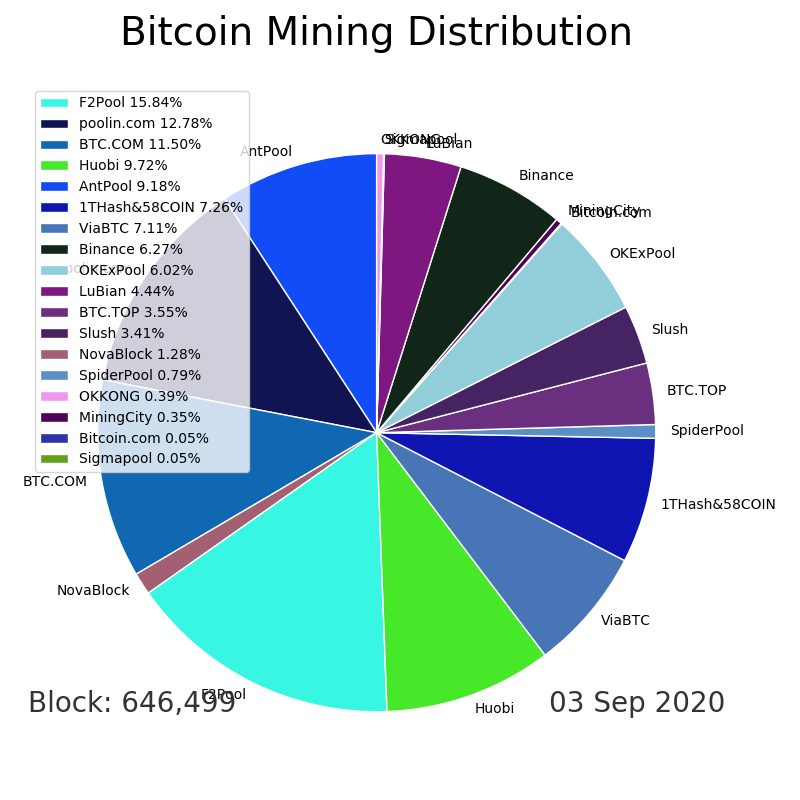 Bitcoin Mining Distribution
F2Pool 15.84%
poolin.com 12.78%
BTC.COM 11.50%
Huobi 9.72%
AntPool 9.18%
1THash&58COIN 7.26%
ViaBTC 7.11%
Binance 6.27%
OKExPool 6.02%
LuBian 4.44%
BTC.TOP 3.55%
Slush 3.41%
NovaBlock 1.28%
SpiderPool 0.79%
OKKONG 0.39%
MiningCity 0.35%
Bitcoin.com 0.05%
Sigmapool 0.05%
OKKONG
Sigmapool
LuBian
AntPool
Binance
MiningCity
Bitcoin.com
OKExPool
Slush
BTC.TOP
SpiderPool
BTC.COM
1THash&58COIN
NovaBlock
ViaBTC
F2Pool
Huobi
Block: 646,499
03 Sep 2020